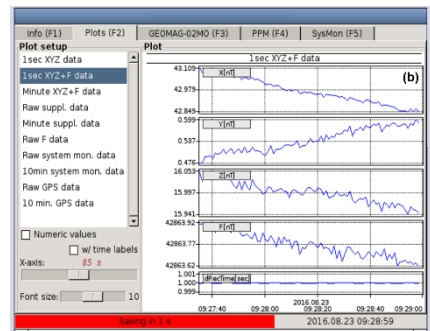 Info (F1) Plots (F2) GEOMAG-02MO (F3) PPM (F4) SysMon (F5)
Plot setup
1sec XYZ data
1sec XYZ+F data
Minute XYZ+F data
Raw suppl. data
Minute suppl. data
Raw F data
Raw system mon. data
10min system mon. data
Raw GPS data
10 min. GPS data
Numeric values
w/ time labels
X-axis: 85 s
Font size: 10
Plot
1sec XYZ+F data
(b)
43.109 X[nT]
42.979
42.849
0.599 Y[nT]
0.537
0.476
16.053 Z[nT]
15.997
15.941
42863.92 F[nT]
42863.77
42863.62
1.001 dRecTime[sec]
1.000
0.999
2016.08.23
09:27:40 09:28:00 09:28:20 09:28:40 09:29:00
Saving in 1 s 2016.08.23 09:28:59